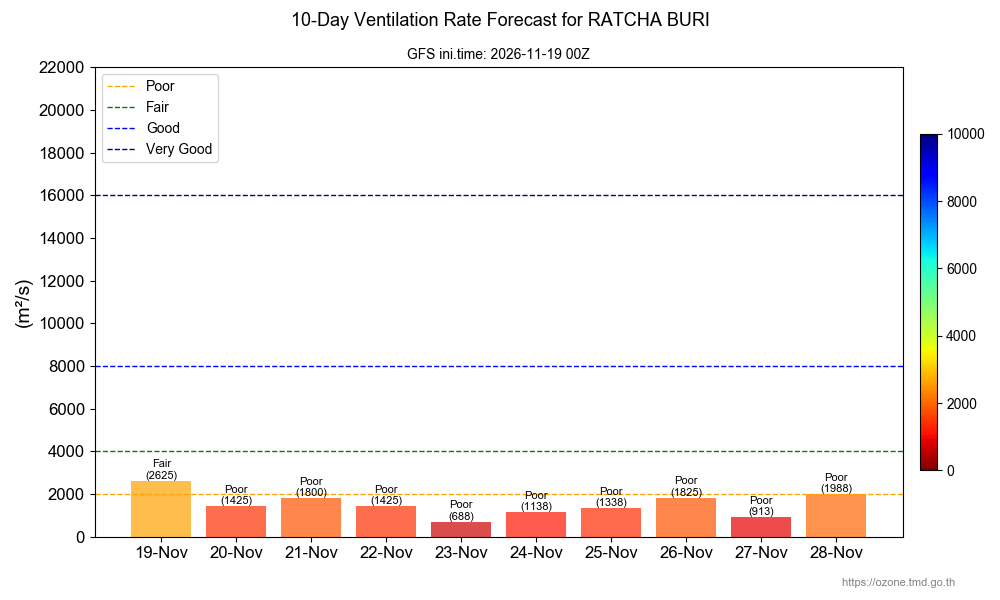 10-Day Ventilation Rate Forecast for RATCHA BURI
GFS ini.time: 2026-11-19 00Z
22000
20000
18000
16000
14000
12000
10000
8000
6000
4000
2000
0
(m²/s)
Poor
Fair
Good
Very Good
Fair
(2625)
Poor
(1425)
Poor
(1800)
Poor
(1425)
Poor
(688)
Poor
(1138)
Poor
(1338)
Poor
(1825)
Poor
(913)
Poor
(1988)
19-Nov
20-Nov
21-Nov
22-Nov
23-Nov
24-Nov
25-Nov
26-Nov
27-Nov
28-Nov
10000
8000
6000
4000
2000
0
https://ozone.tmd.go.th